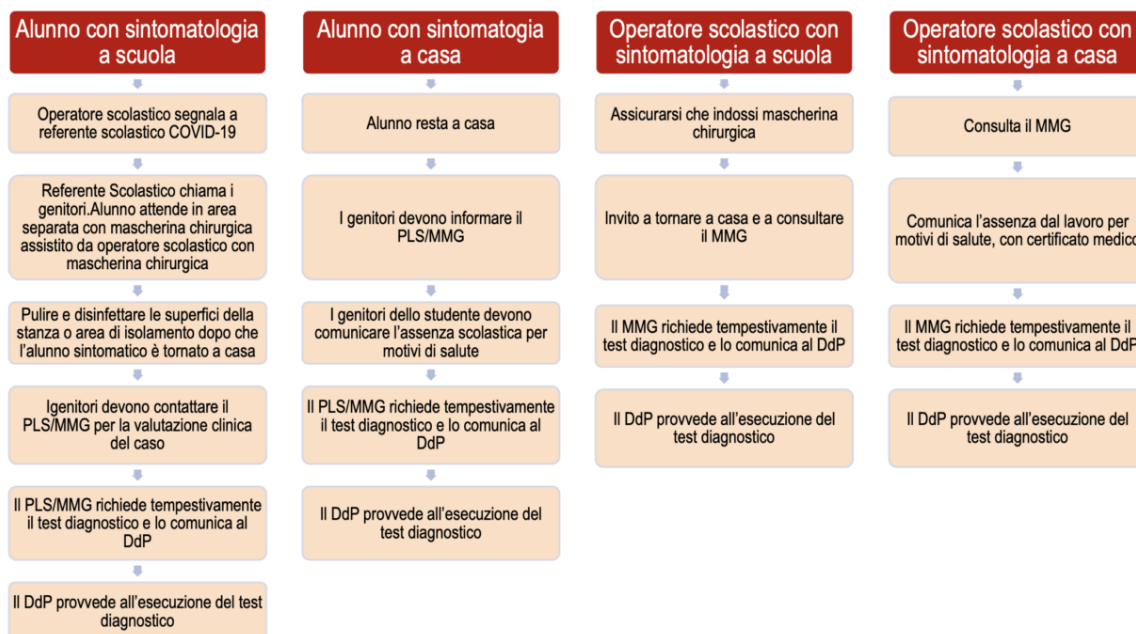 Alunno con sintomatologia
a scuola
Operatore scolastico segnala a
referente scolastico COVID-19
Referente Scolastico chiama i
genitori.Alunno attende in area
separata con mascherina chirurgica
assistito da operatore scolastico con
mascherina chirurgica
Pulire e disinfettare le superfici della
stanza o area di isolamento dopo che
l'alunno sintomatico è tornato a casa
Igenitori devono contattare il
PLS/MMG per la valutazione clinica
del caso
Il PLS/MMG richiede tempestivamente
il test diagnostico e lo comunica al
DdP
Il DdP provvede all'esecuzione del test
diagnostico
Alunno con sintomatogia
a casa
Alunno resta a casa
I genitori devono informare il
PLS/MMG
I genitori dello studente devono
comunicare l'assenza scolastica per
motivi di salute
Il PLS/MMG richiede tempestivamente
il test diagnostico e lo comunica al
DdP
Il DdP provvede all'esecuzione del
test diagnostico
Operatore scolastico con
sintomatologia a scuola
Assicurarsi che indossi mascherina
chirurgica
Invito a tornare a casa e a consultare
il MMG
Il MMG richiede tempestivamente il
test diagnostico e lo comunica al DdP
Il DdP provvede all'esecuzione del
test diagnostico
Operatore scolastico con
sintomatologia a casa
Consulta il MMG
Comunica l'assenza dal lavoro per
motivi di salute, con certificato medico
Il MMG richiede tempestivamente il
test diagnostico e lo comunica al DdP
Il DdP provvede all'esecuzione del
test diagnostico